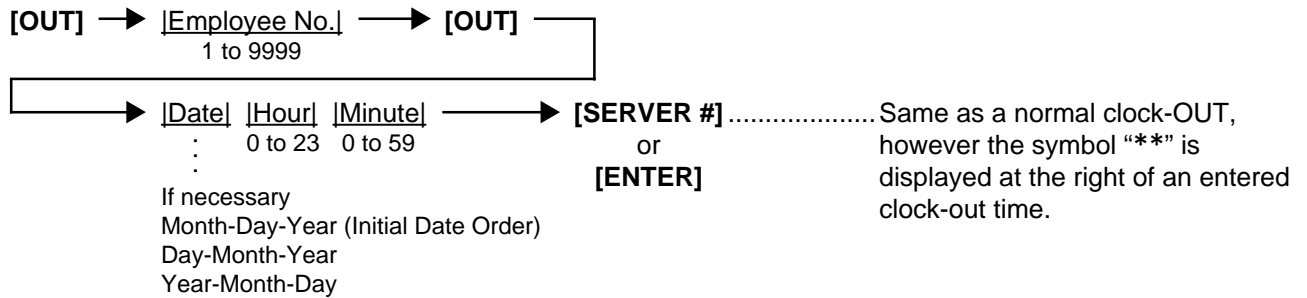 [OUT] |Employee No.| [OUT]
1 to 9999
|Date| |Hour| |Minute| [SERVER #] .................... Same as a normal clock-OUT,
: 0 to 23 0 to 59 or however the symbol “**” is
. [ENTER] displayed at the right of an entered
If necessary clock-out time.
Month-Day-Year (Initial Date Order)
Day-Month-Year
Year-Month-Day